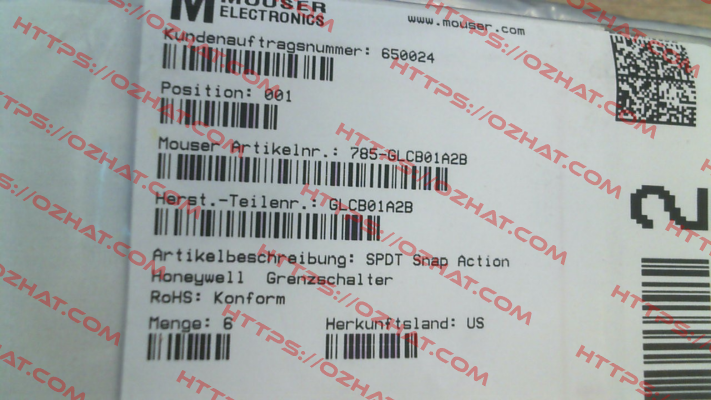 MOUSER
ELECTRONICS
www.mouser.com
Kundenauftragsnummer: 650024
Position: 001
Mouser Artikelnr.: 785-GLCB01A2B
Herst.-Teilenr.: GLCB01A2B
Artikelbeschreibung: SPDT Snap Action
Honeywell Grenzschalter
RoHS: Konform
Menge: 6
Herkunftsland: US
2
HTTPS://OZHAT.COM